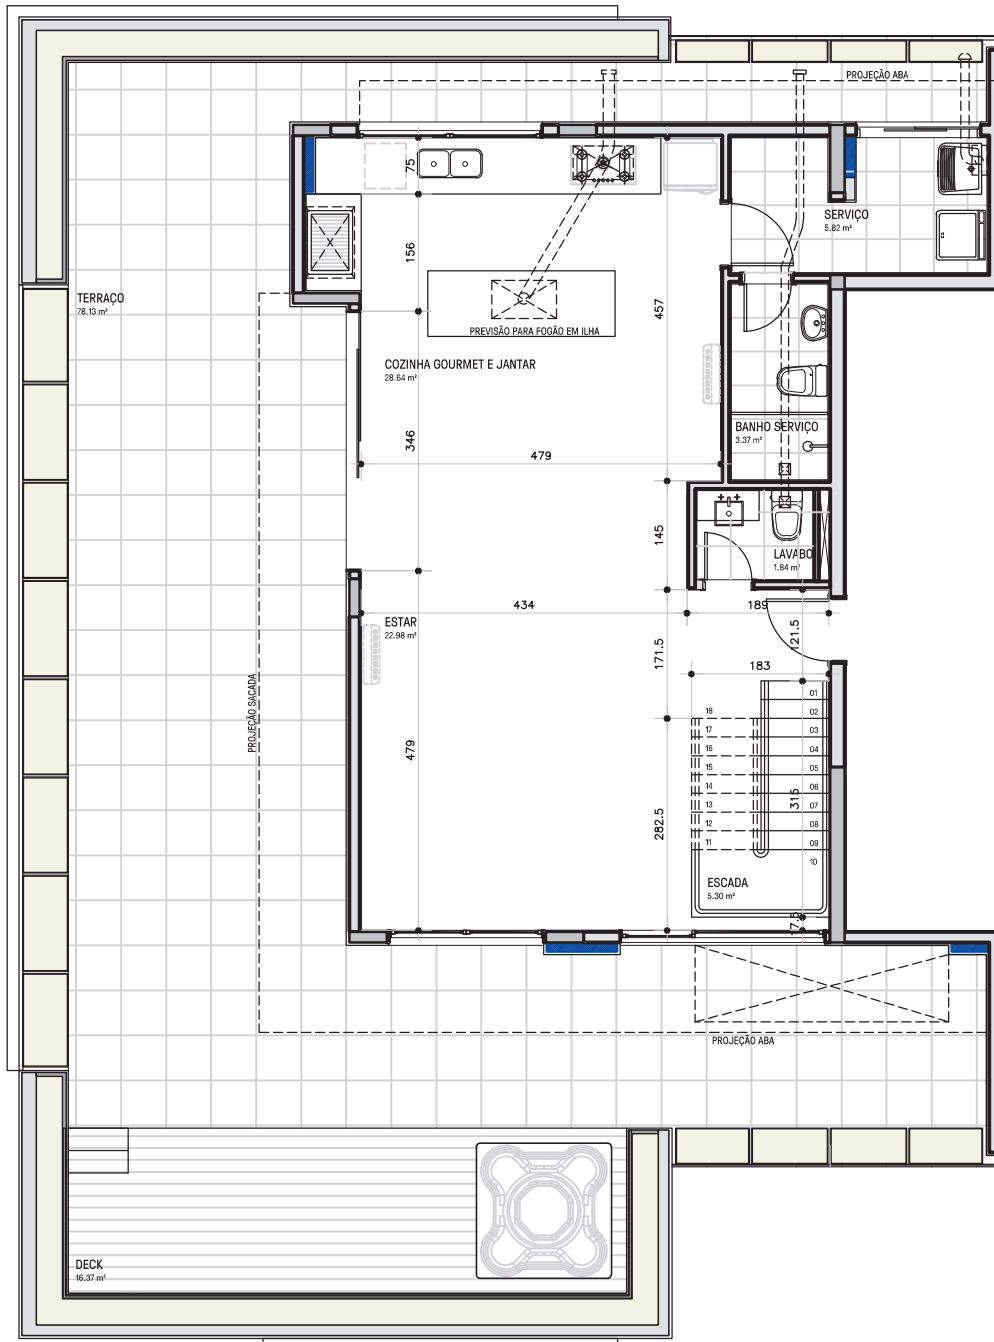 PROJEÇÃO ABA
75
SERVIÇO
5.82 m²
156
TERRAÇO
78.13 m²
457
PREVISÃO PARA FOGÃO EM ILHA
COZINHA GOURMET E JANTAR
28.64 m²
346
479
BANHO SERVIÇO
3.37 m²
145
LAVABO
1.84 m²
434
189
ESTAR
22.98 m²
171.5
121.5
183
PROJEÇÃO SACADA
479
282.5
315
01
02
03
04
05
06
07
08
09
10
18
17
16
15
14
13
12
11
ESCADA
5.30 m²
7.5
PROJEÇÃO ABA
DECK
16.37 m²